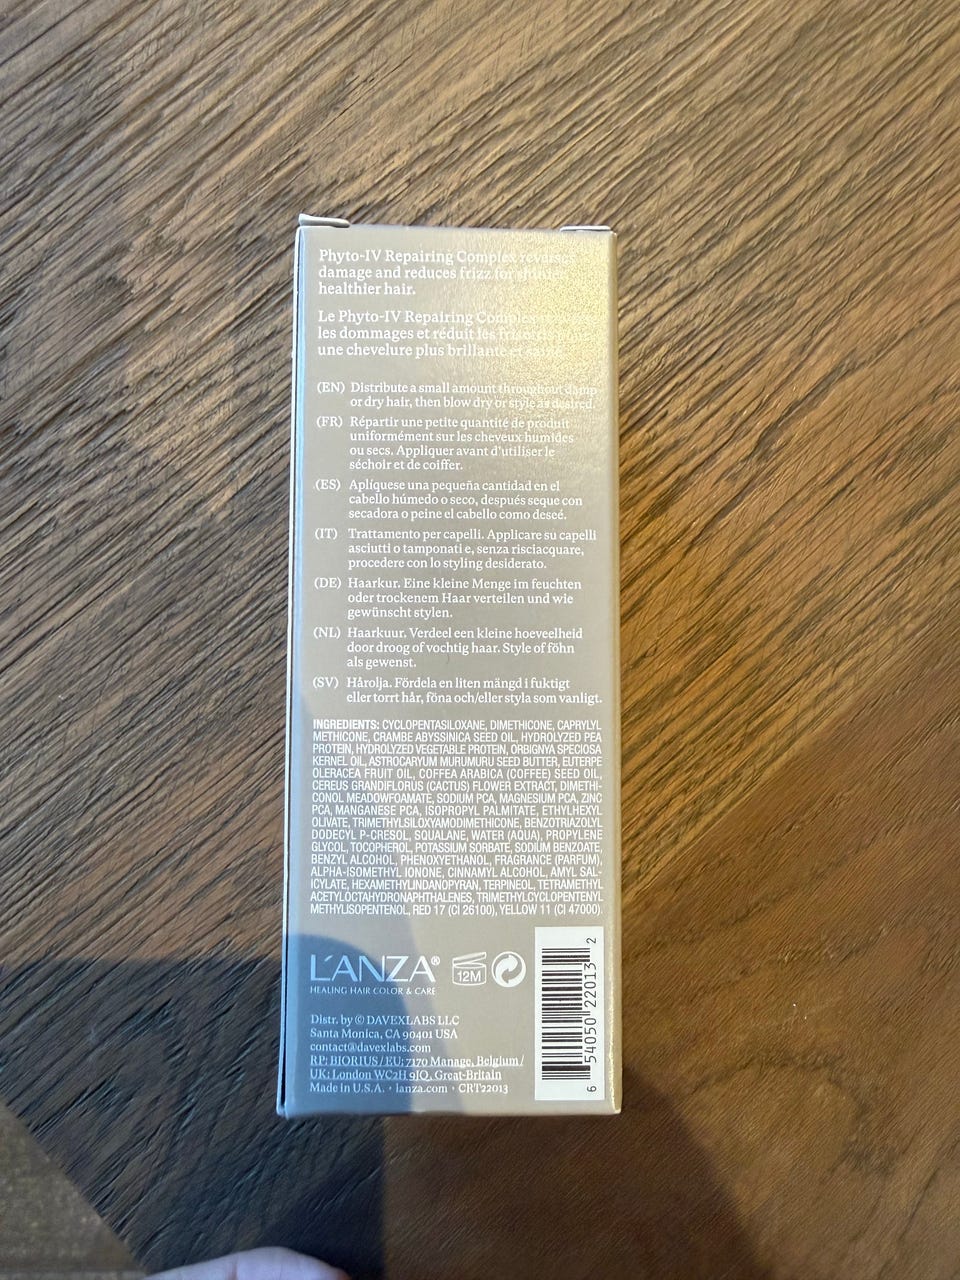 Phyto-IV Repairing Complex reverses
damage and reduces frizz for shinier,
healthier hair.
Le Phyto-IV Repairing Complex
les dommages et réduit les frisottis pour
une chevelure plus brillante et saine.
(EN) Distribute a small amount throughout damp
or dry hair, then blow dry or style as desired.
(FR) Répartir une petite quantité de produit
uniformément sur les cheveux humides
ou secs. Appliquer avant d'utiliser le
séchoir et de coiffer.
(ES) Aplíquese una pequeña cantidad en el
cabello húmedo o seco, después seque con
secadora o peine el cabello como deseé.
(IT) Trattamento per capelli. Applicare su capelli
asciutti o tamponati e, senza risciacquare,
procedere con lo styling desiderato.
(DE) Haarkur. Eine kleine Menge im feuchten
oder trockenem Haar verteilen und wie
gewünscht stylen.
(NL) Haarkuur. Verdeel een kleine hoeveelheid
door droog of vochtig haar. Style of föhn
als gewenst.
(SV) Hårolja. Fördela en liten mängd i fuktigt
eller torrt hår, föna och/eller styla som vanligt.
INGREDIENTS: CYCLOPENTASILOXANE, DIMETHICONE, CAPRYLYL
METHICONE, CRAMBE ABYSSINICA SEED OIL, HYDROLYZED PEA
PROTEIN, HYDROLYZED VEGETABLE PROTEIN, ORBIGNYA SPECIOSA
KERNEL OIL, ASTROCARYUM MURUMURU SEED BUTTER, EUTERPE
OLERACEA FRUIT OIL, COFFEA ARABICA (COFFEE) SEED OIL,
CEREUS GRANDIFLORUS (CACTUS) FLOWER EXTRACT, DIMETHI-
CONOL MEADOWFOAMATE, SODIUM PCA, MAGNESIUM PCA, ZINC
PCA, MANGANESE PCA, ISOPROPYL PALMITATE, ETHYLHEXYL
OLIVATE, TRIMETHYLSILOXYAMODIMETHICONE, BENZOTRIAZOLYL
DODECYL P-CRESOL, SQUALANE, WATER (AQUA), PROPYLENE
GLYCOL, TOCOPHEROL, POTASSIUM SORBATE, SODIUM BENZOATE,
BENZYL ALCOHOL, PHENOXYETHANOL, FRAGRANCE (PARFUM),
ALPHA-ISOMETHYL IONONE, CINNAMYL ALCOHOL, AMYL SAL-
ICYLATE, HEXAMETHYLINDANOPYRAN, TERPINEOL, TETRAMETHYL
ACETYLOCTAHYDRONAPHTHALENES, TRIMETHYLCYCLOPENTENYL
METHYLISOPENTENOL, RED 17 (CI 26100), YELLOW 11 (CI 47000).
L'ANZA®
HEALING HAIR COLOR & CARE
12M
Distr. by © DAVEXLABS LLC
Santa Monica, CA 90401 USA
contact@davexlabs.com
RP: BIORIUS / EU: 7170 Manage, Belgium /
UK: London WC2H 9JQ, Great-Britain
Made in U.S.A. · lanza.com · CRT22013
6 54050 22013 2